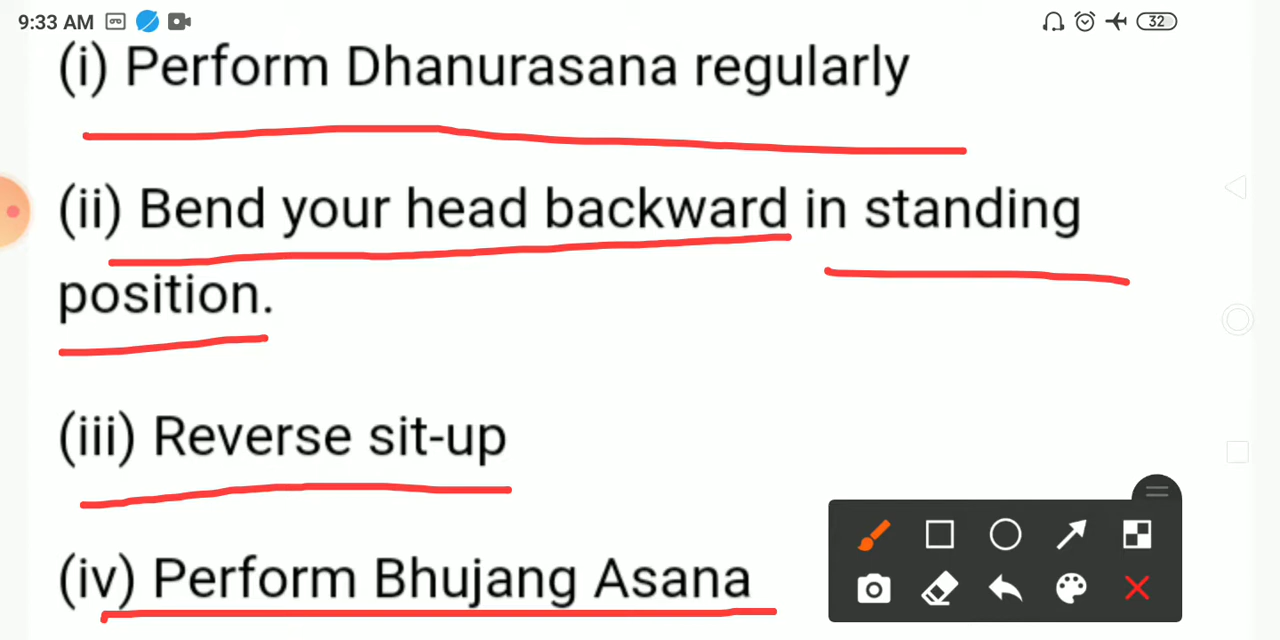 9:33 AM 32
(i) Perform Dhanurasana regularly
(ii) Bend your head backward in standing
position.
(iii) Reverse sit-up
(iv) Perform Bhujang Asana